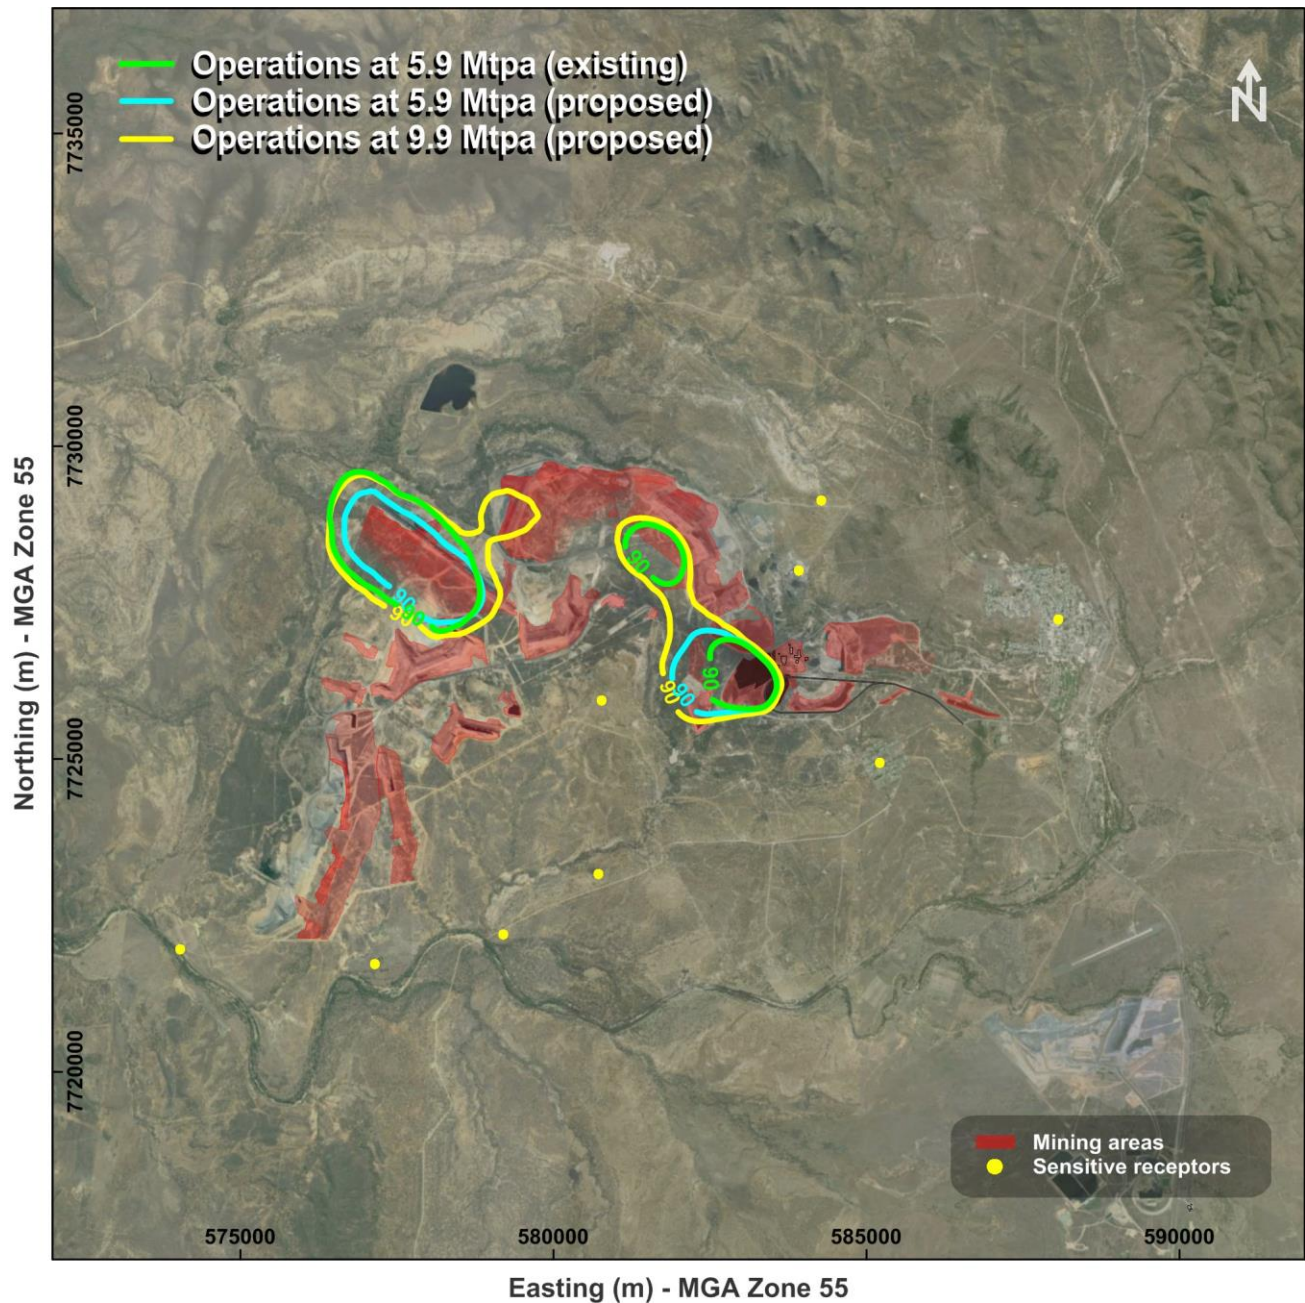 Operations at 5.9 Mtpa (existing)
Operations at 5.9 Mtpa (proposed)
Operations at 9.9 Mtpa (proposed)
N
7735000
7730000
7725000
7720000
Northing (m) - MGA Zone 55
90
90
90
90
90
90
90
Mining areas
Sensitive receptors
575000
580000
585000
590000
Easting (m) - MGA Zone 55